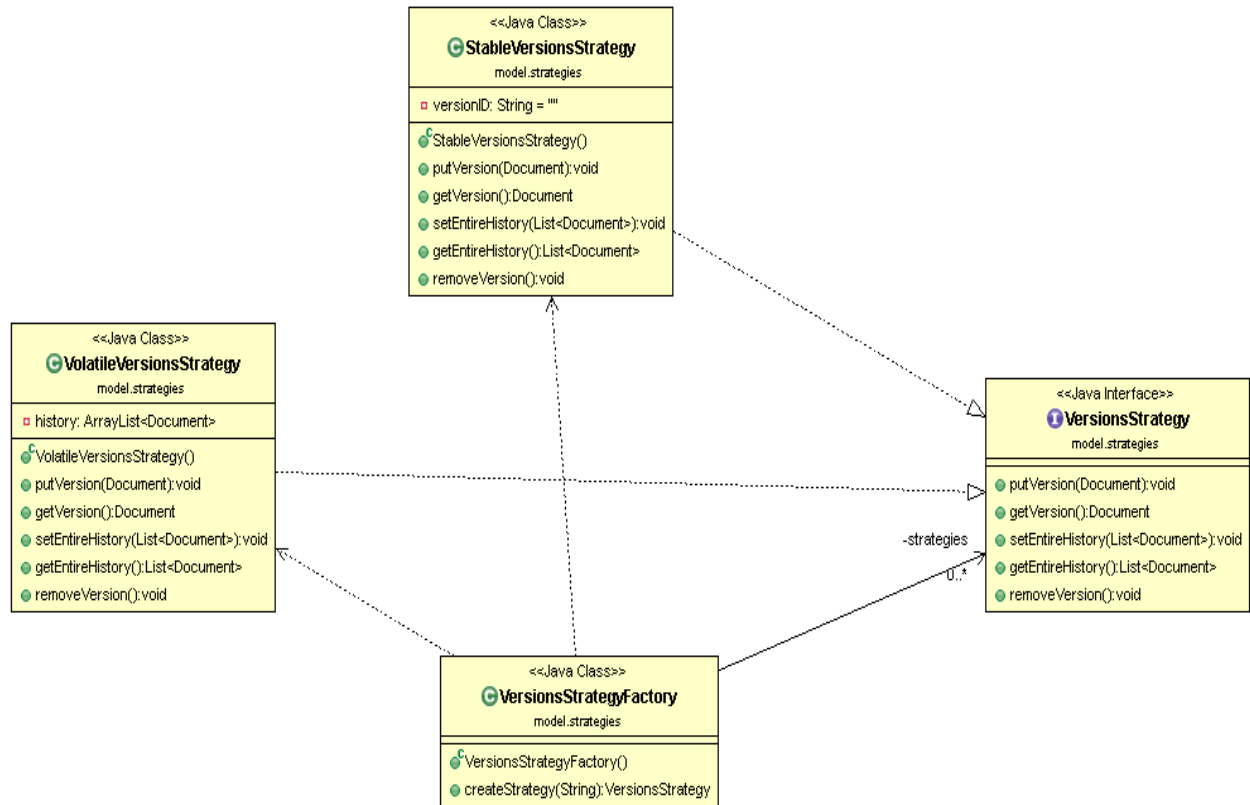 <<Java Class>>
StableVersionsStrategy
model.strategies
versionID: String = ""
StableVersionsStrategy()
putVersion(Document):void
getVersion():Document
setEntireHistory(List<Document>):void
getEntireHistory():List<Document>
removeVersion():void
<<Java Class>>
VolatileVersionsStrategy
model.strategies
history: ArrayList<Document>
VolatileVersionsStrategy()
putVersion(Document):void
getVersion():Document
setEntireHistory(List<Document>):void
getEntireHistory():List<Document>
removeVersion():void
<<Java Interface>>
VersionsStrategy
model.strategies
putVersion(Document):void
getVersion():Document
setEntireHistory(List<Document>):void
getEntireHistory():List<Document>
removeVersion():void
-strategies
0..*
<<Java Class>>
VersionsStrategyFactory
model.strategies
VersionsStrategyFactory()
createStrategy(String):VersionsStrategy